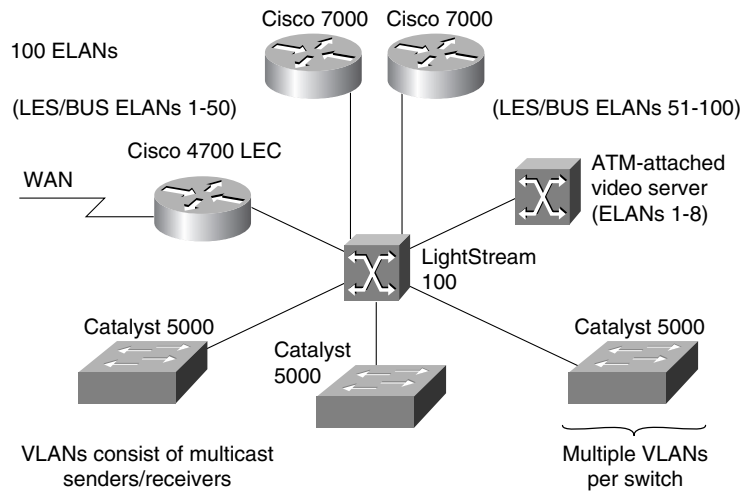 Cisco 7000
Cisco 7000
100 ELANs
(LES/BUS ELANs 1-50)
(LES/BUS ELANs 51-100)
Cisco 4700 LEC
WAN
ATM-attached
video server
(ELANs 1-8)
LightStream
100
Catalyst 5000
Catalyst
5000
Catalyst 5000
VLANs consist of multicast
senders/receivers
Multiple VLANs
per switch